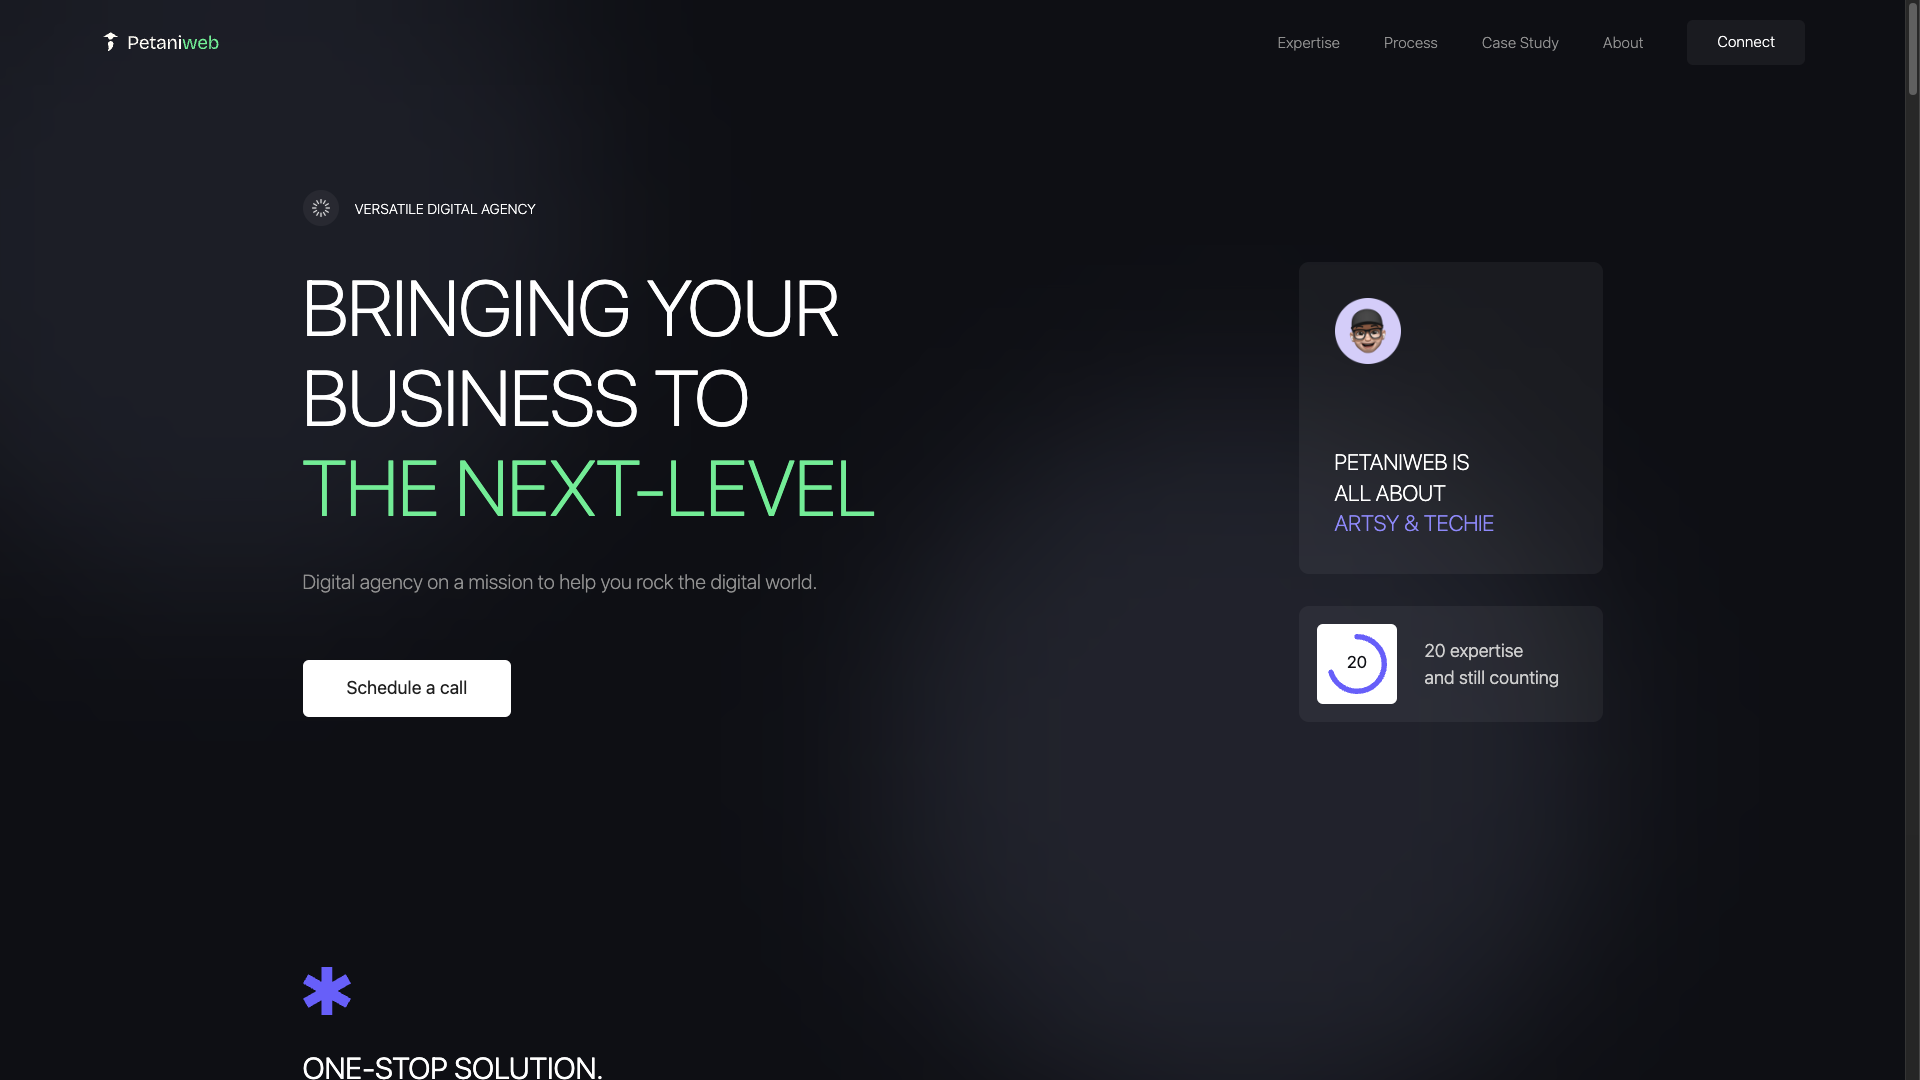 Petaniweb
Expertise
Process
Case Study
About
Connect
VERSATILE DIGITAL AGENCY
BRINGING YOUR
BUSINESS TO
THE NEXT-LEVEL
Digital agency on a mission to help you rock the digital world.
Schedule a call
PETANIWEB IS
ALL ABOUT
ARTSY & TECHIE
20
20 expertise
and still counting
ONE-STOP SOLUTION.